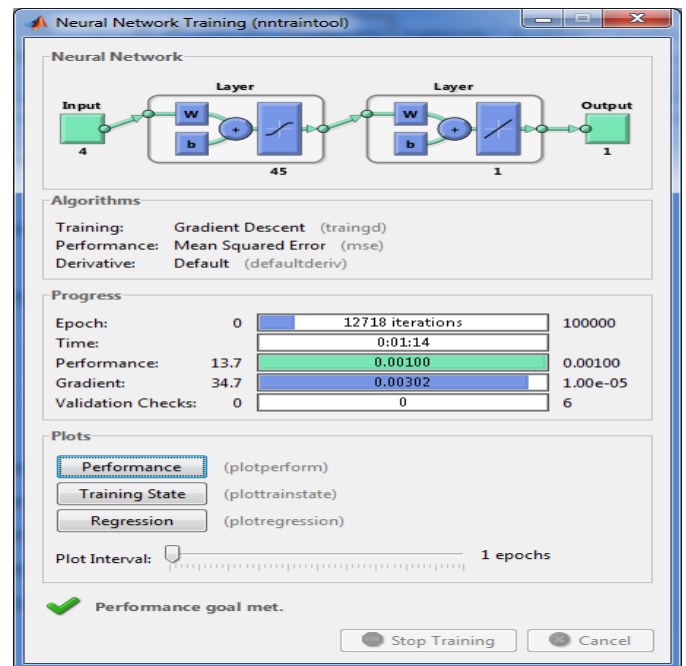 Neural Network Training (nntraintool)
Neural Network
Layer Layer
Input Output
W W
b + b +
4 45 1 1
Algorithms
Training: Gradient Descent (traingd)
Performance: Mean Squared Error (mse)
Derivative: Default (defaultderiv)
Progress
Epoch: 0 12718 iterations 100000
Time: 0:01:14
Performance: 13.7 0.00100 0.00100
Gradient: 34.7 0.00302 1.00e-05
Validation Checks: 0 0 6
Plots
Performance (plotperform)
Training State (plottrainstate)
Regression (plotregression)
Plot Interval: 1 epochs
Performance goal met.
Stop Training Cancel